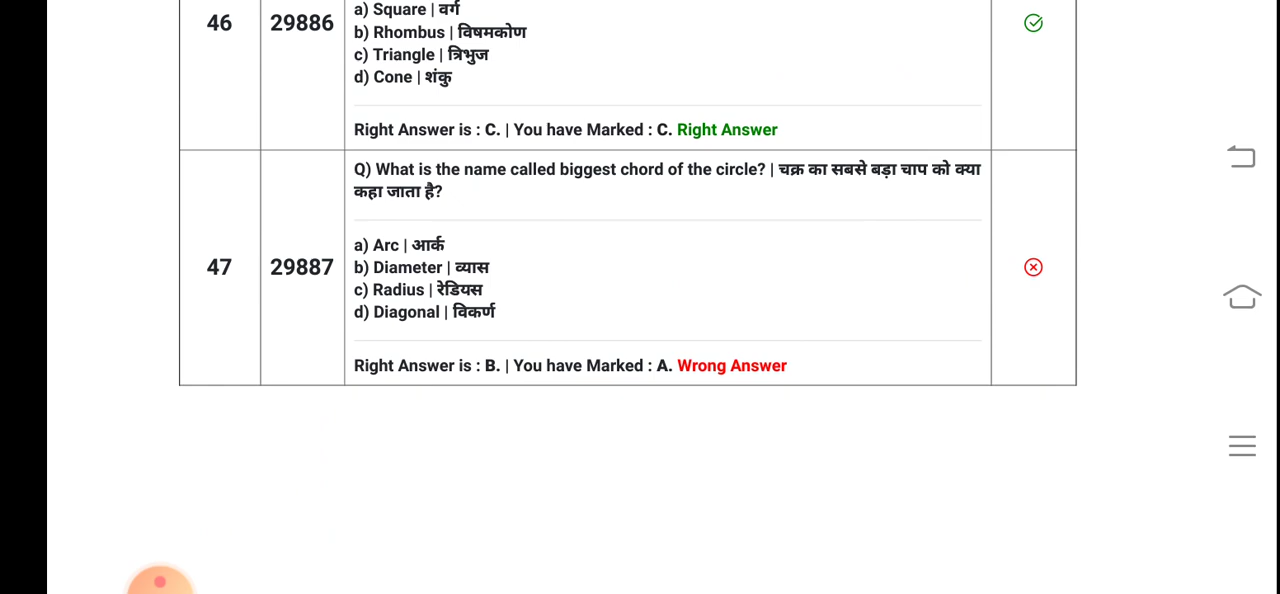 46
29886
a) Square | वर्ग
b) Rhombus | विषमकोण
c) Triangle | त्रिभुज
d) Cone | शंकु
Right Answer is : C. | You have Marked : C. Right Answer
47
29887
Q) What is the name called biggest chord of the circle? | चक्र का सबसे बड़ा चाप को क्या
कहा जाता है?
a) Arc | आर्क
b) Diameter | व्यास
c) Radius | रेडियस
d) Diagonal | विकर्ण
Right Answer is : B. | You have Marked : A. Wrong Answer